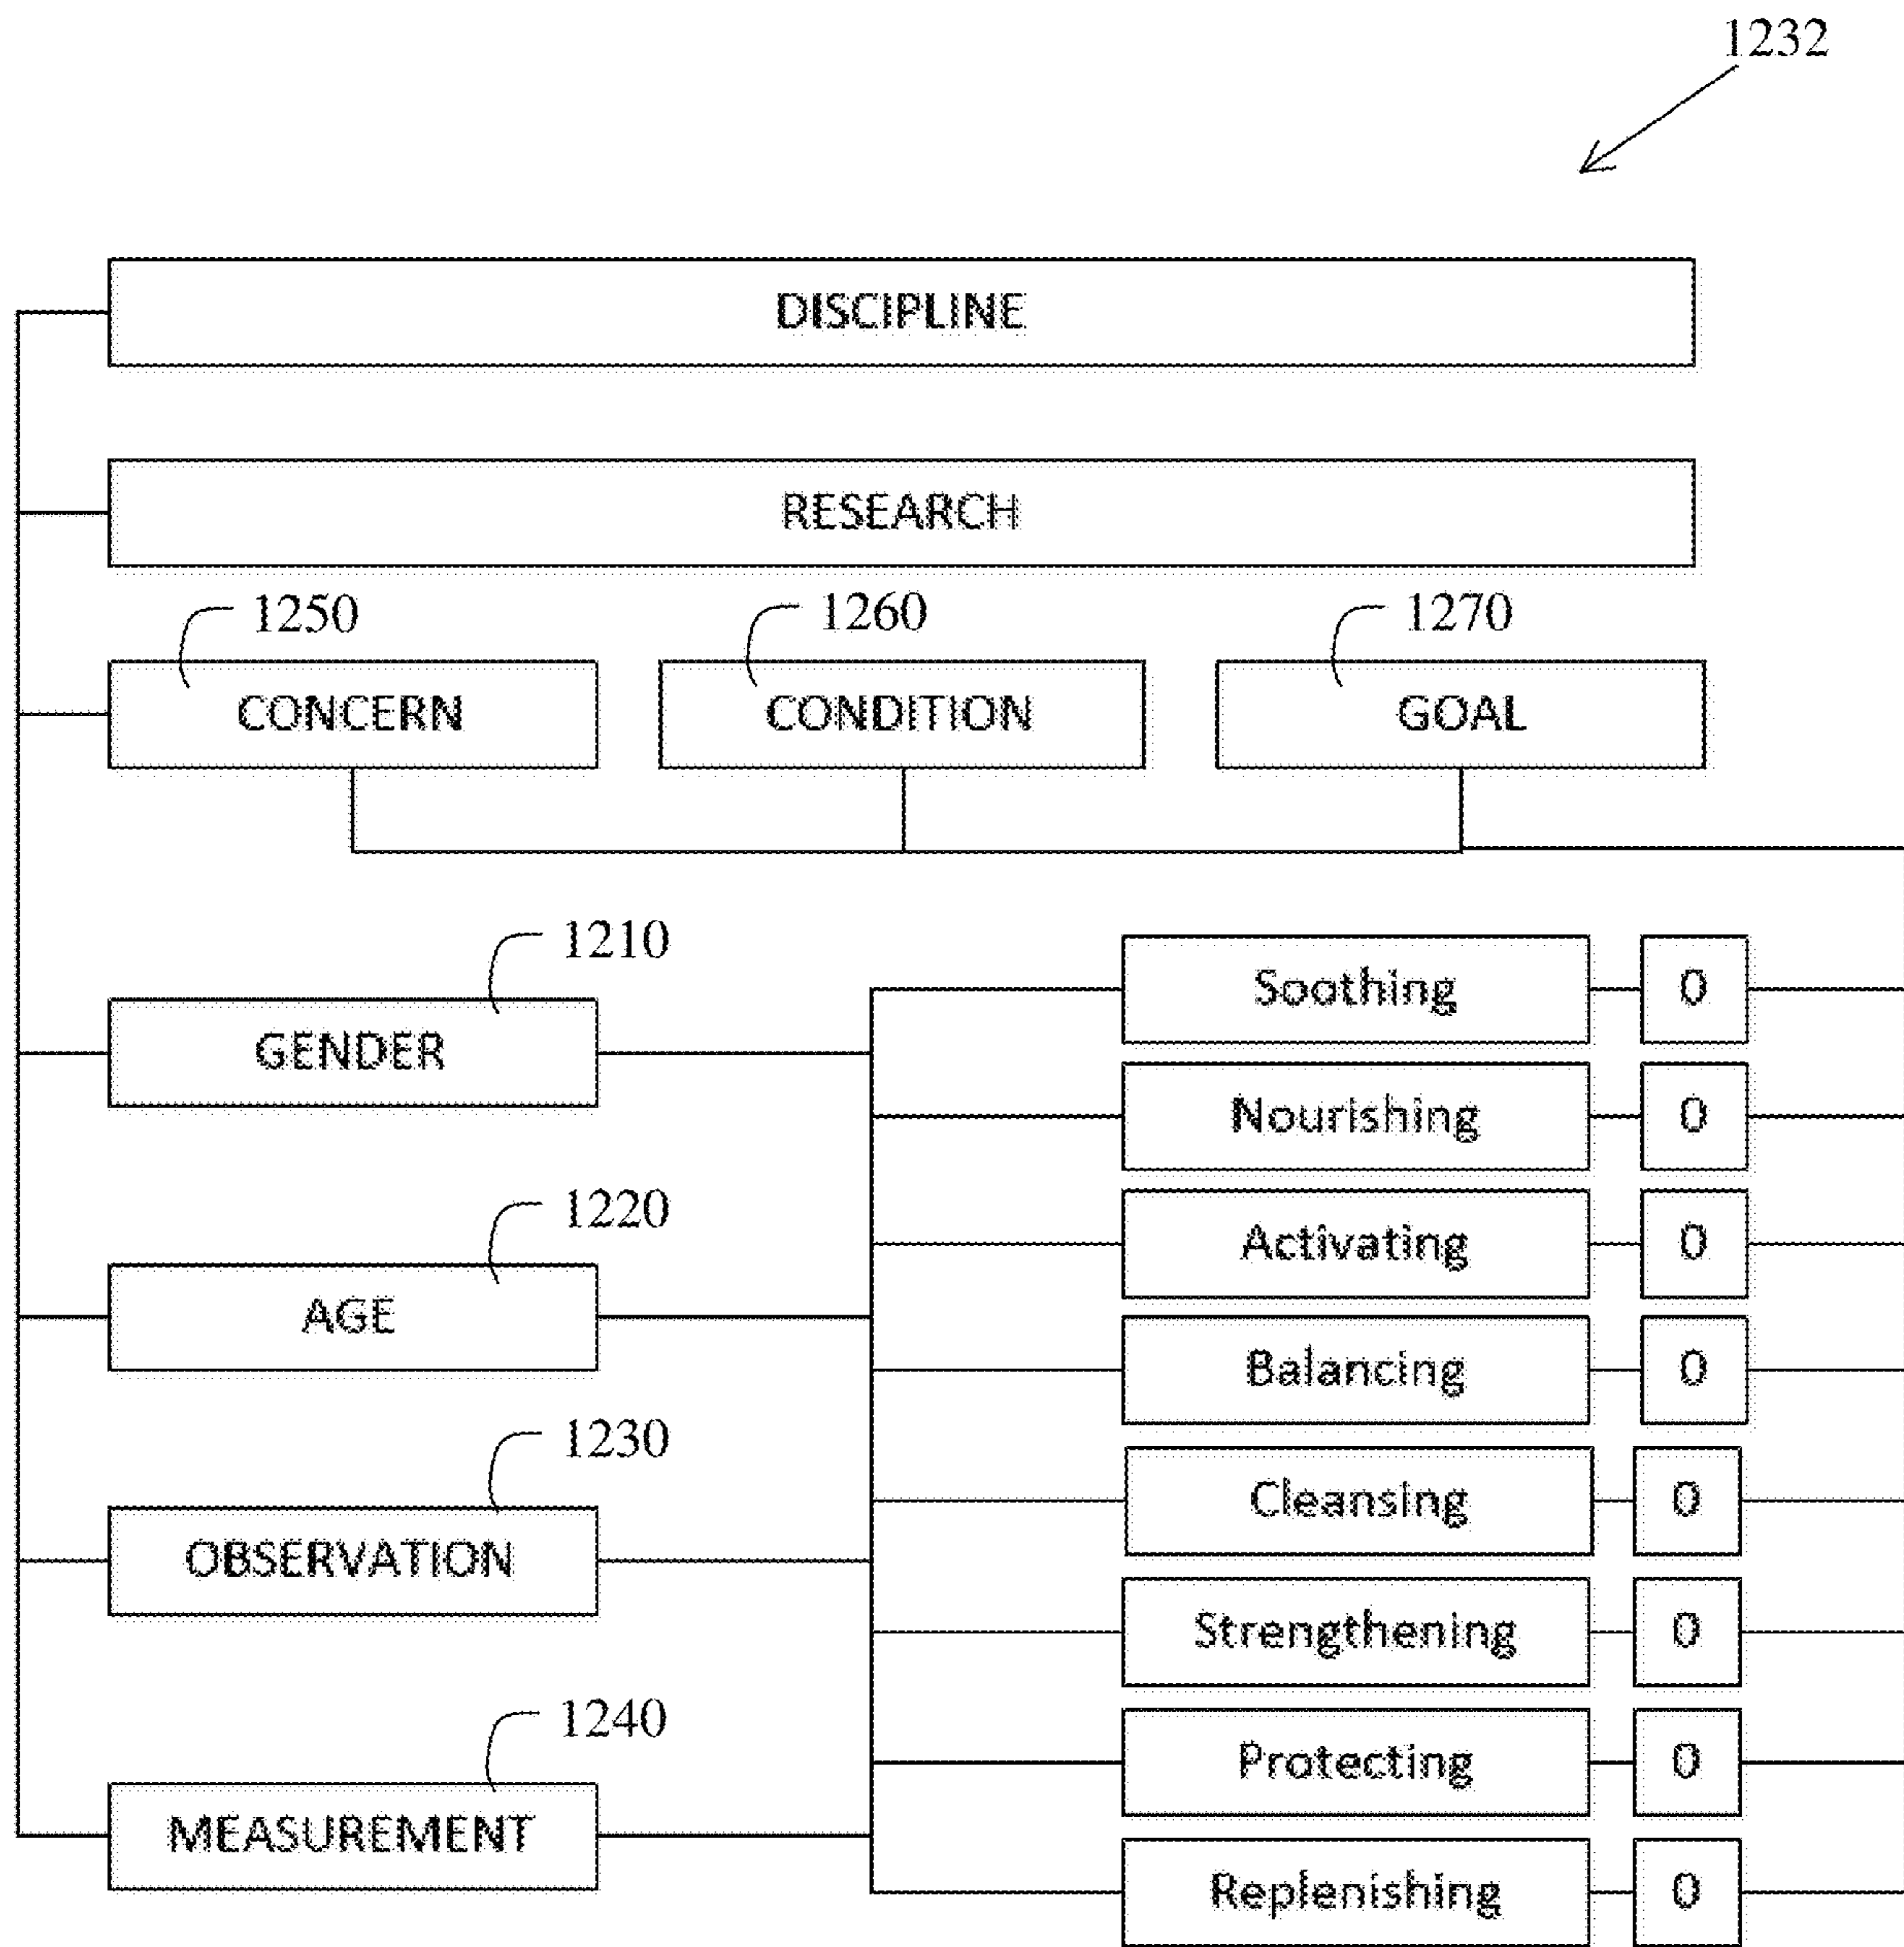 1232
DISCIPLINE
RESEARCH
1250
1260
1270
CONCERN
CONDITION
GOAL
1210
GENDER
1220
AGE
1230
OBSERVATION
1240
MEASUREMENT
Soothing 0
Nourishing 0
Activating 0
Balancing 0
Cleansing 0
Strengthening 0
Protecting 0
Replenishing 0